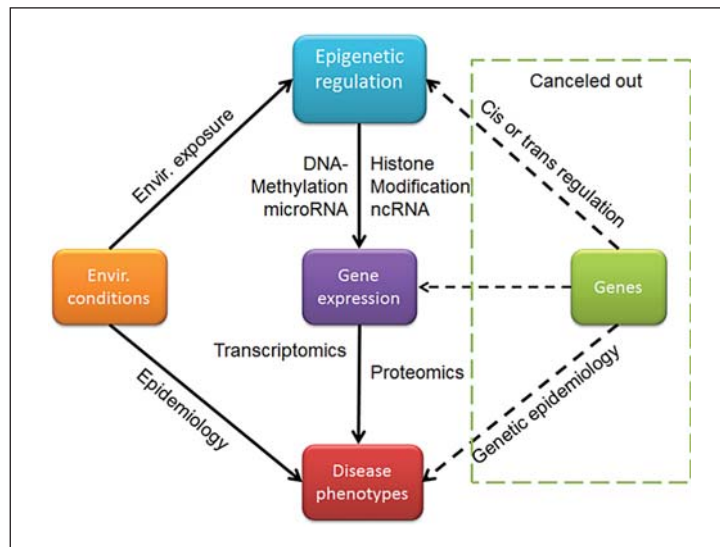 Epigenetic
regulation
Canceled out
Envir. exposure
Cis or trans regulation
DNA-
Methylation
microRNA
Histone
Modification
ncRNA
Envir.
conditions
Gene
expression
Genes
Transcriptomics
Proteomics
Epidemiology
Genetic epidemiology
Disease
phenotypes